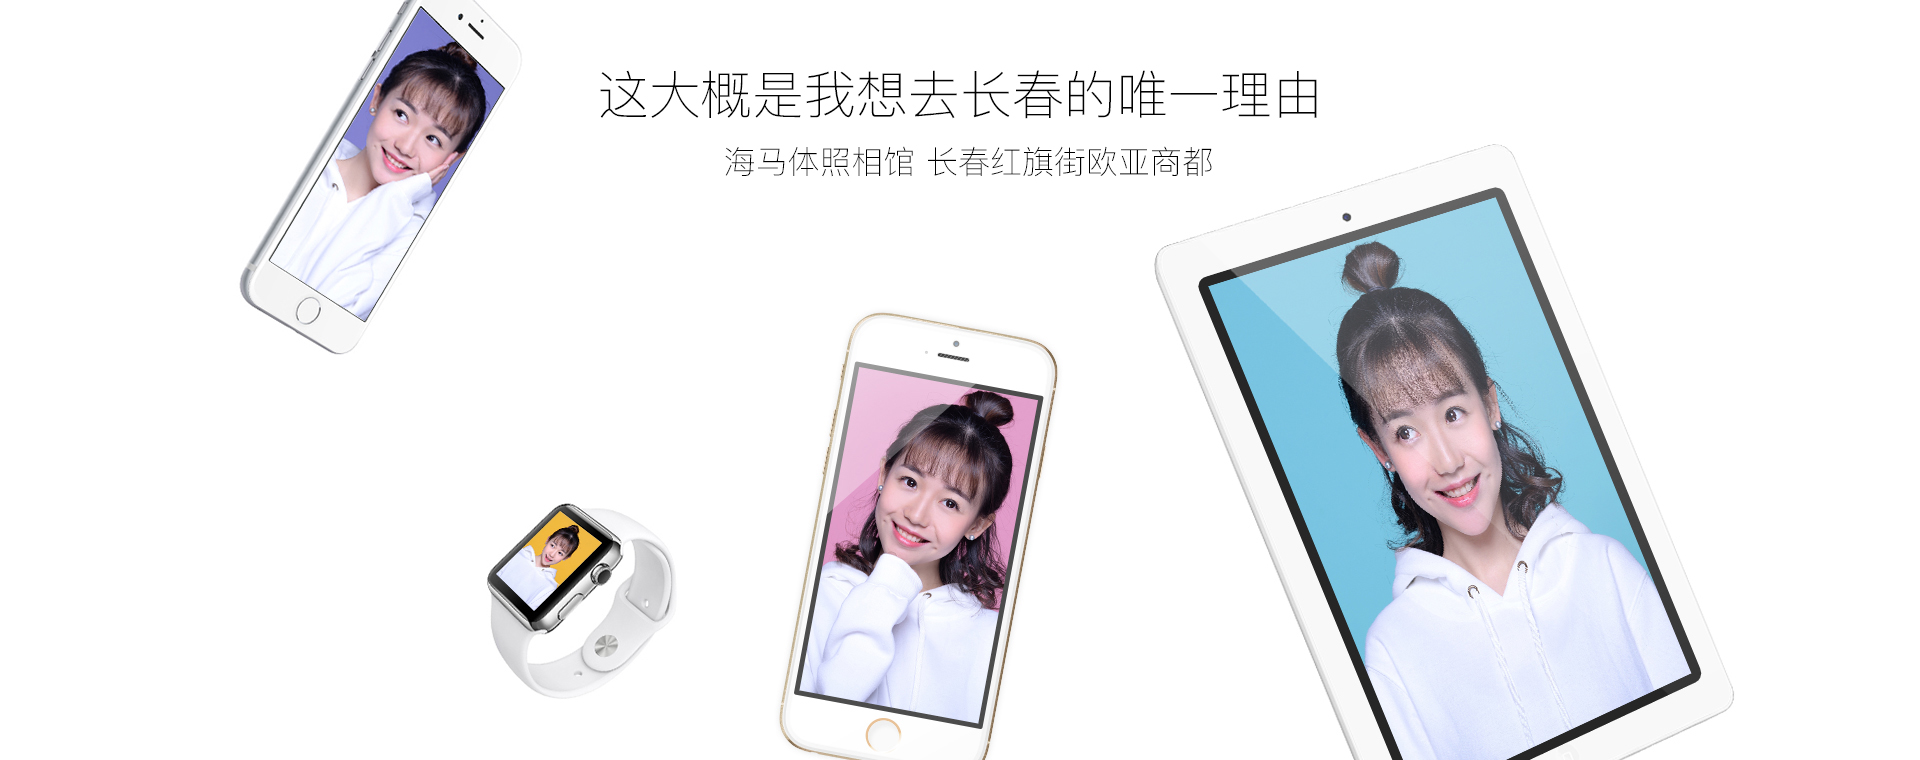 这大概是我想去长春的唯一理由
海马体照相馆 长春红旗街欧亚商都